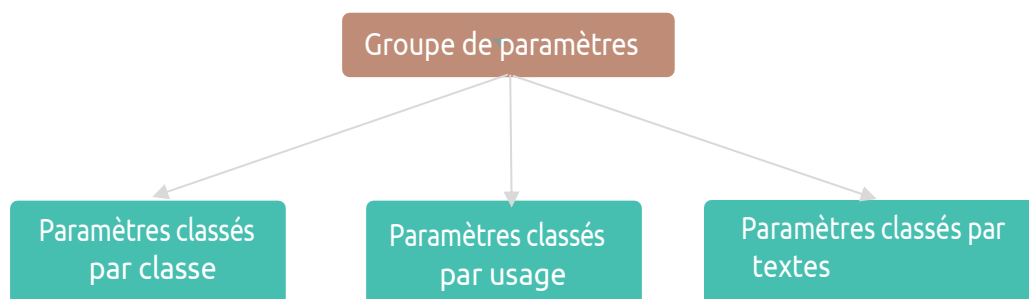 Groupe de paramètres
Paramètres classés
par classe
Paramètres classés
par usage
Paramètres classés par
textes